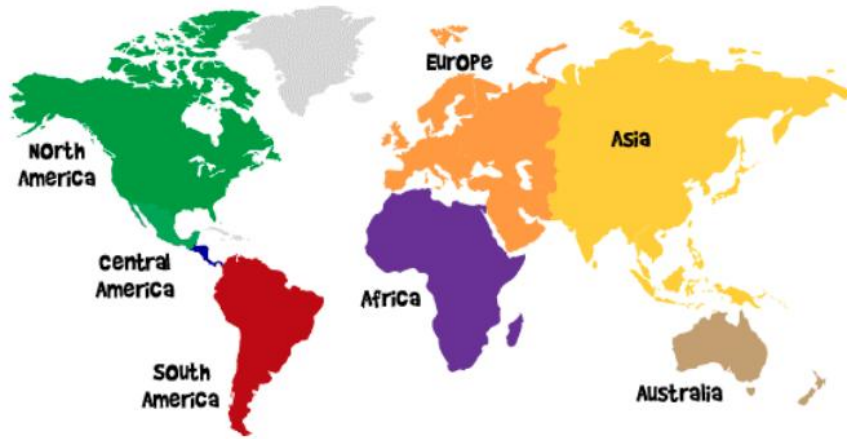 Europe
Asia
North
America
Central
America
Africa
South
America
Australia